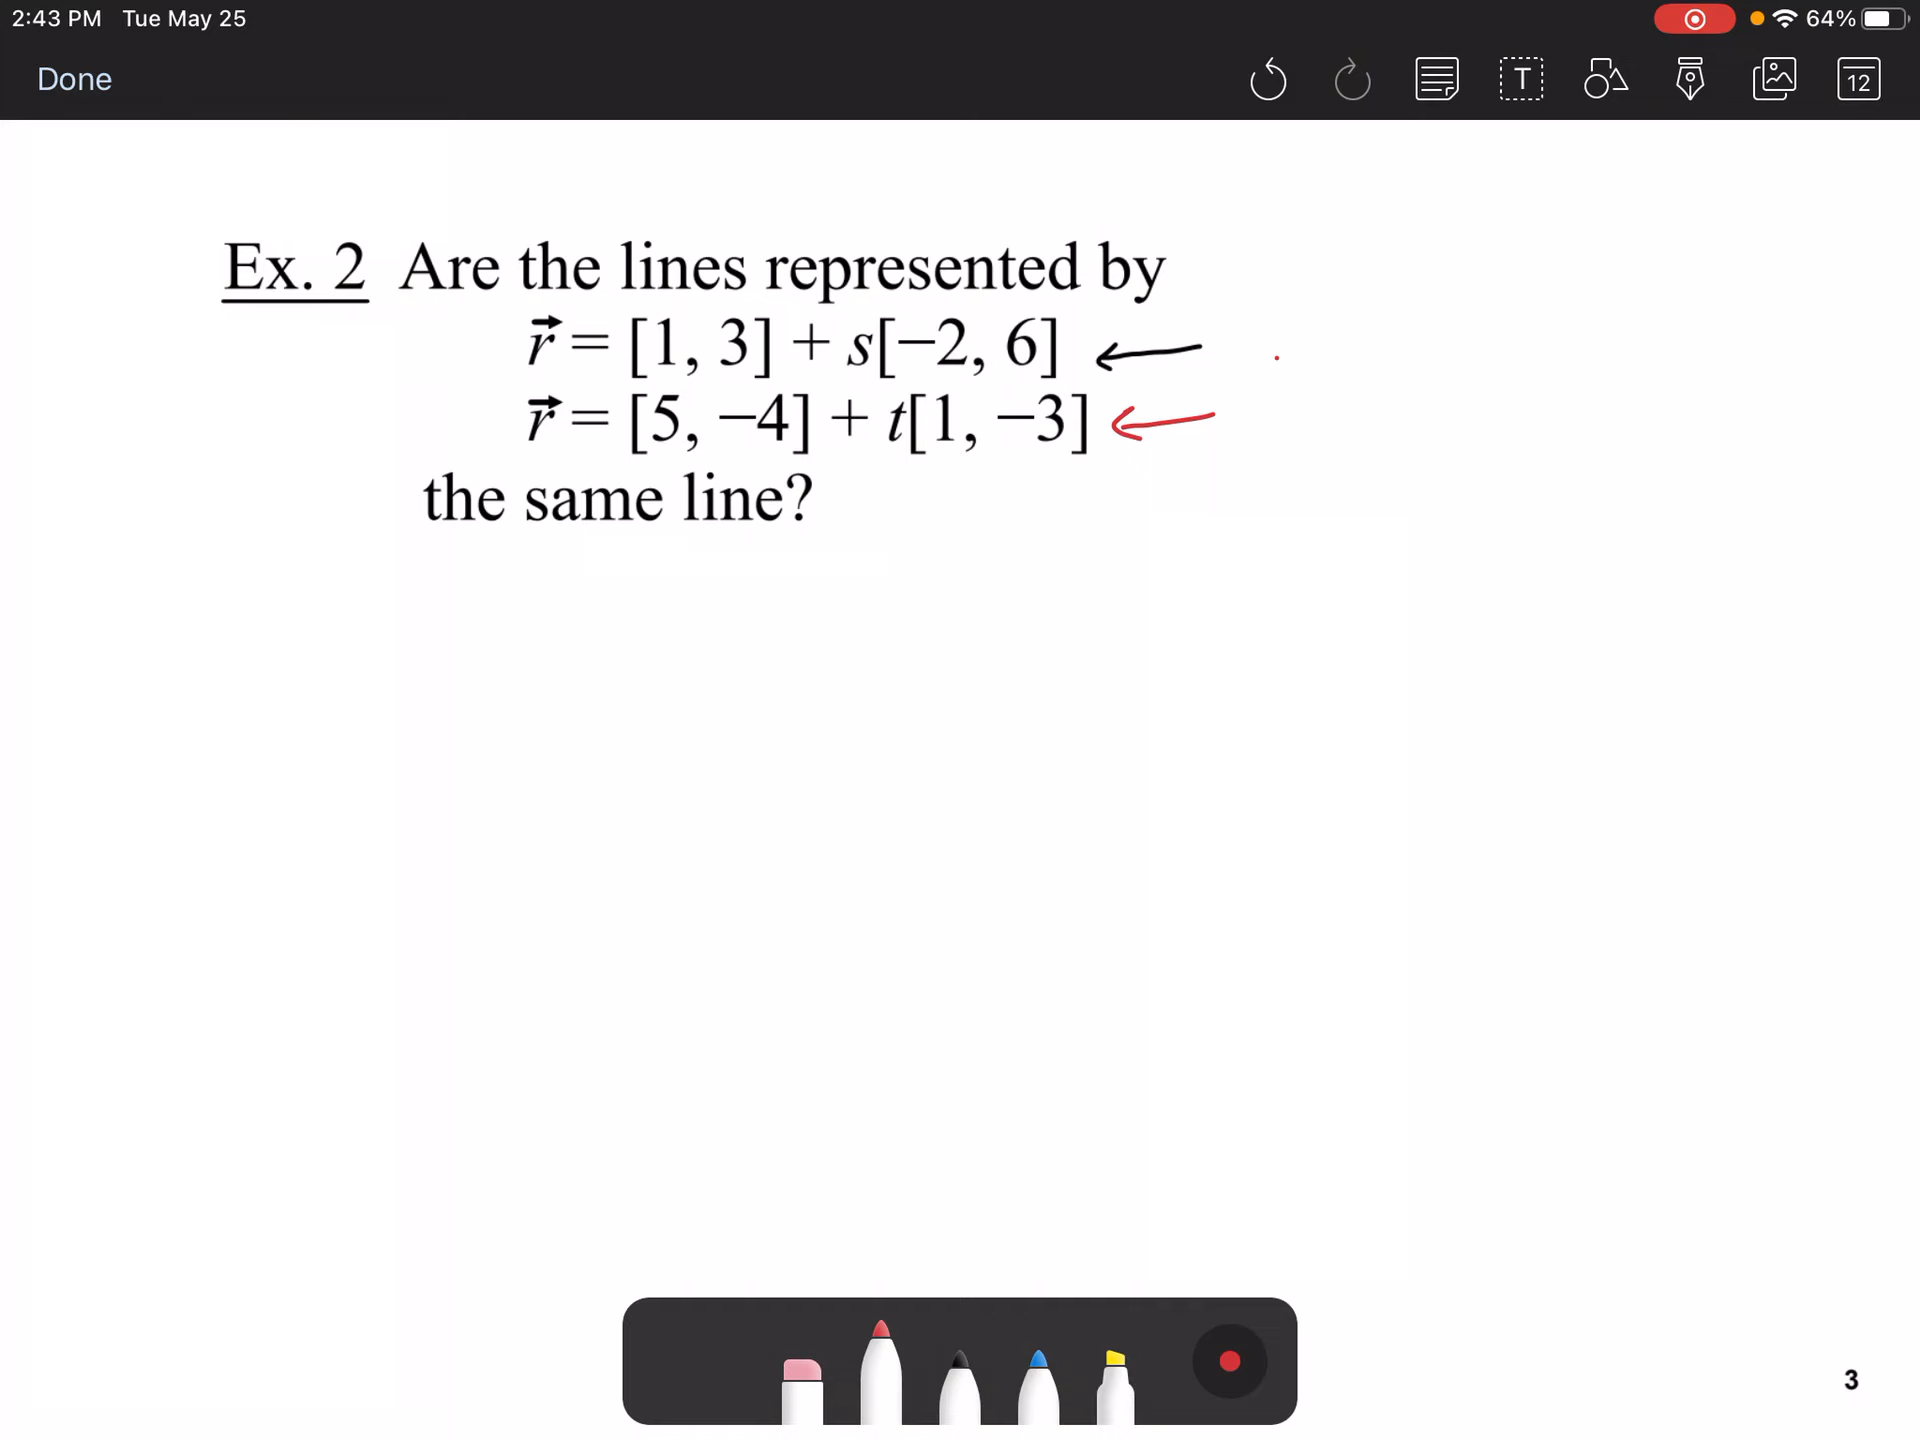 2:43 PM Tue May 25 64%
Done T 12
Ex. 2 Are the lines represented by
r⃗ = [1, 3] + s[−2, 6]
r⃗ = [5, −4] + t[1, −3]
the same line?
3